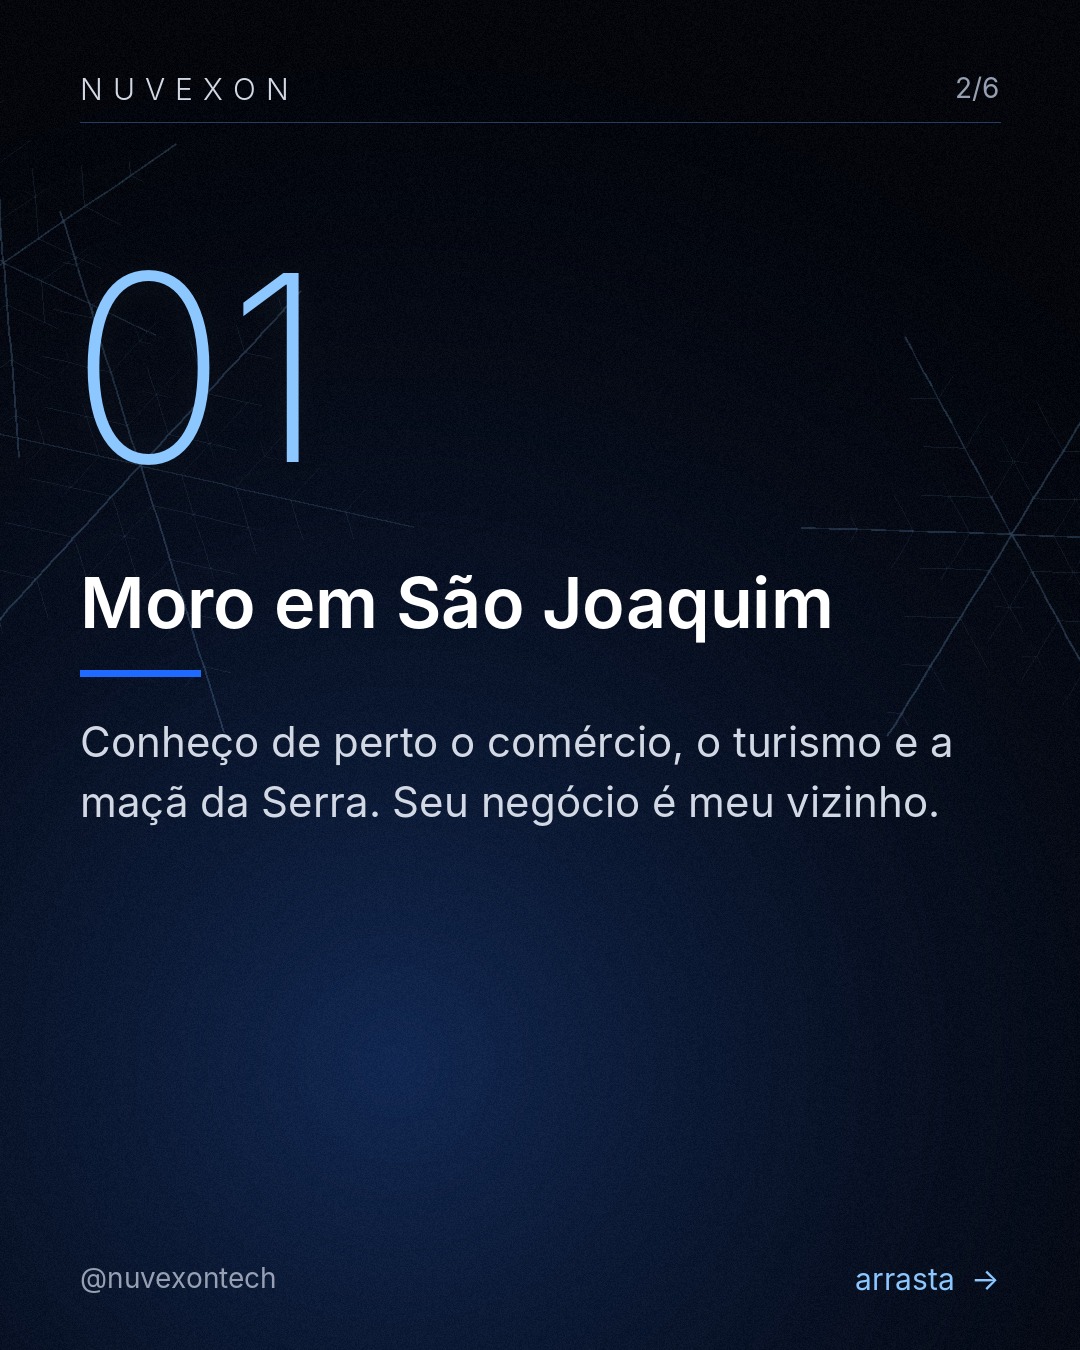 NUVEXON
2/6
01
Moro em São Joaquim
Conheço de perto o comércio, o turismo e a
maçã da Serra. Seu negócio é meu vizinho.
@nuvexontech
arrasta →